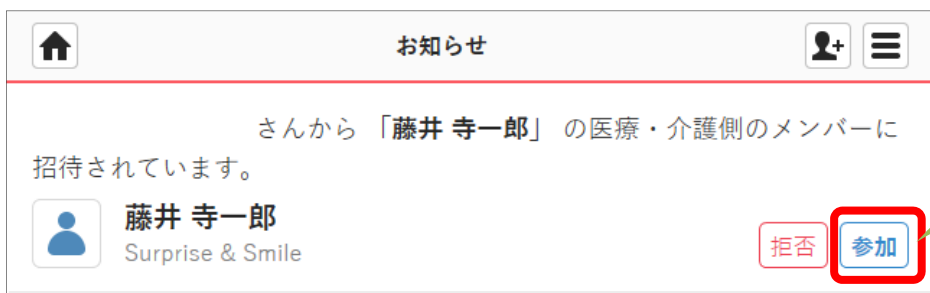 お知らせ
さんから 「藤井 寺一郎」 の医療・介護側のメンバーに
招待されています。
藤井 寺一郎
Surprise & Smile
拒否 参加